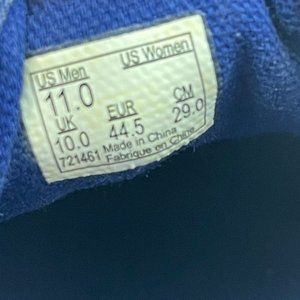 US Men US Women
11.0
UK EUR CM
10.0 44.5 29.0
721461 Made in China
Fabriqué en Chine